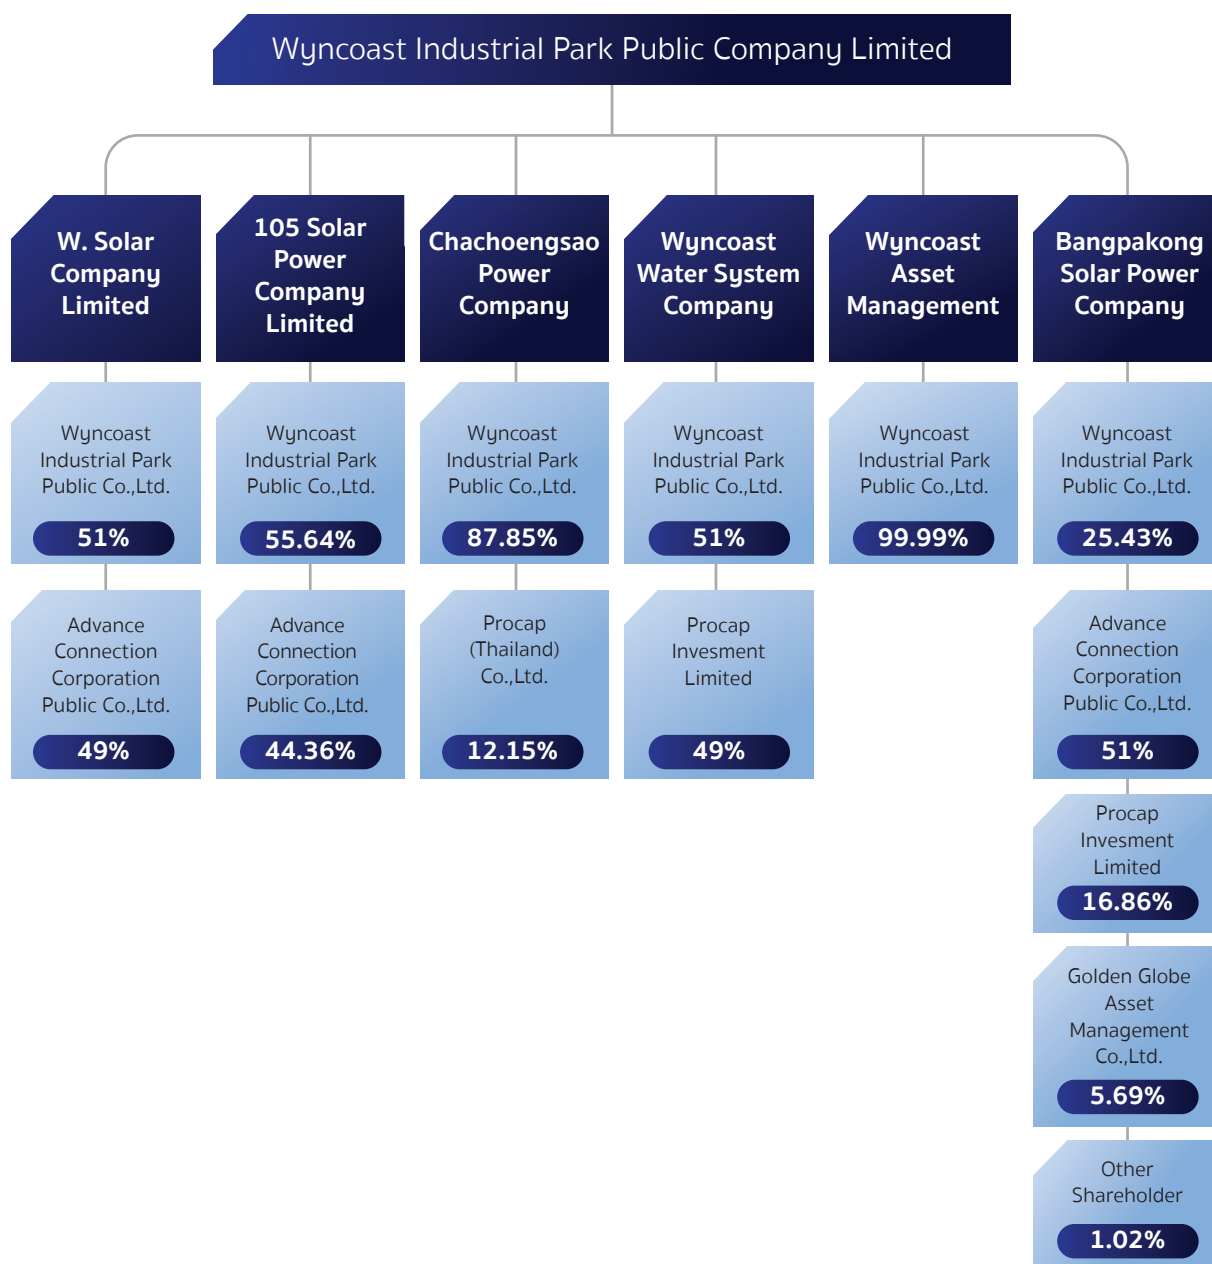 Wyncoast Industrial Park Public Company Limited
W. Solar
Company
Limited
105 Solar
Power
Company
Limited
Chachoengsao
Power
Company
Wyncoast
Water System
Company
Wyncoast
Asset
Management
Bangpakong
Solar Power
Company
Wyncoast
Industrial Park
Public Co.,Ltd.
51%
Wyncoast
Industrial Park
Public Co.,Ltd.
55.64%
Wyncoast
Industrial Park
Public Co.,Ltd.
87.85%
Wyncoast
Industrial Park
Public Co.,Ltd.
51%
Wyncoast
Industrial Park
Public Co.,Ltd.
99.99%
Wyncoast
Industrial Park
Public Co.,Ltd.
25.43%
Advance
Connection
Corporation
Public Co.,Ltd.
49%
Advance
Connection
Corporation
Public Co.,Ltd.
44.36%
Procap
(Thailand)
Co.,Ltd.
12.15%
Procap
Invesment
Limited
49%
Advance
Connection
Corporation
Public Co.,Ltd.
51%
Procap
Invesment
Limited
16.86%
Golden Globe
Asset
Management
Co.,Ltd.
5.69%
Other
Shareholder
1.02%